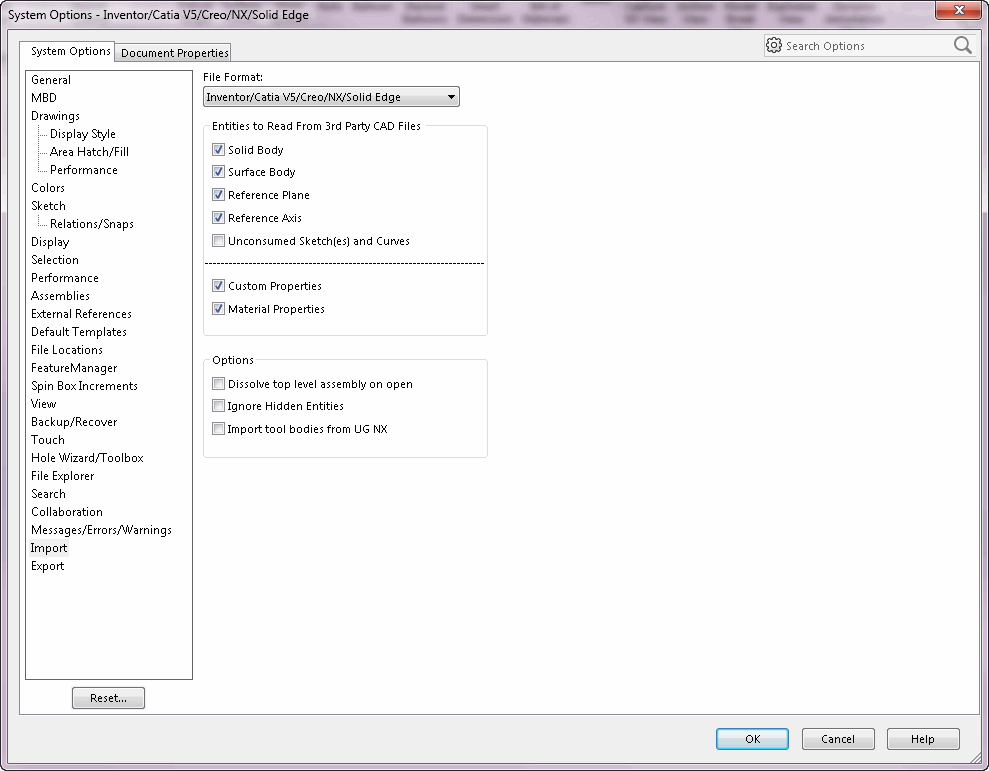 System Options - Inventor/Catia V5/Creo/NX/Solid Edge
System Options
Document Properties
Search Options
General
MBD
Drawings
Display Style
Area Hatch/Fill
Performance
Colors
Sketch
Relations/Snaps
Display
Selection
Performance
Assemblies
External References
Default Templates
File Locations
FeatureManager
Spin Box Increments
View
Backup/Recover
Touch
Hole Wizard/Toolbox
File Explorer
Search
Collaboration
Messages/Errors/Warnings
Import
Export
Reset...
File Format:
Inventor/Catia V5/Creo/NX/Solid Edge
Entities to Read From 3rd Party CAD Files
Solid Body
Surface Body
Reference Plane
Reference Axis
Unconsumed Sketch(es) and Curves
Custom Properties
Material Properties
Options
Dissolve top level assembly on open
Ignore Hidden Entities
Import tool bodies from UG NX
OK
Cancel
Help